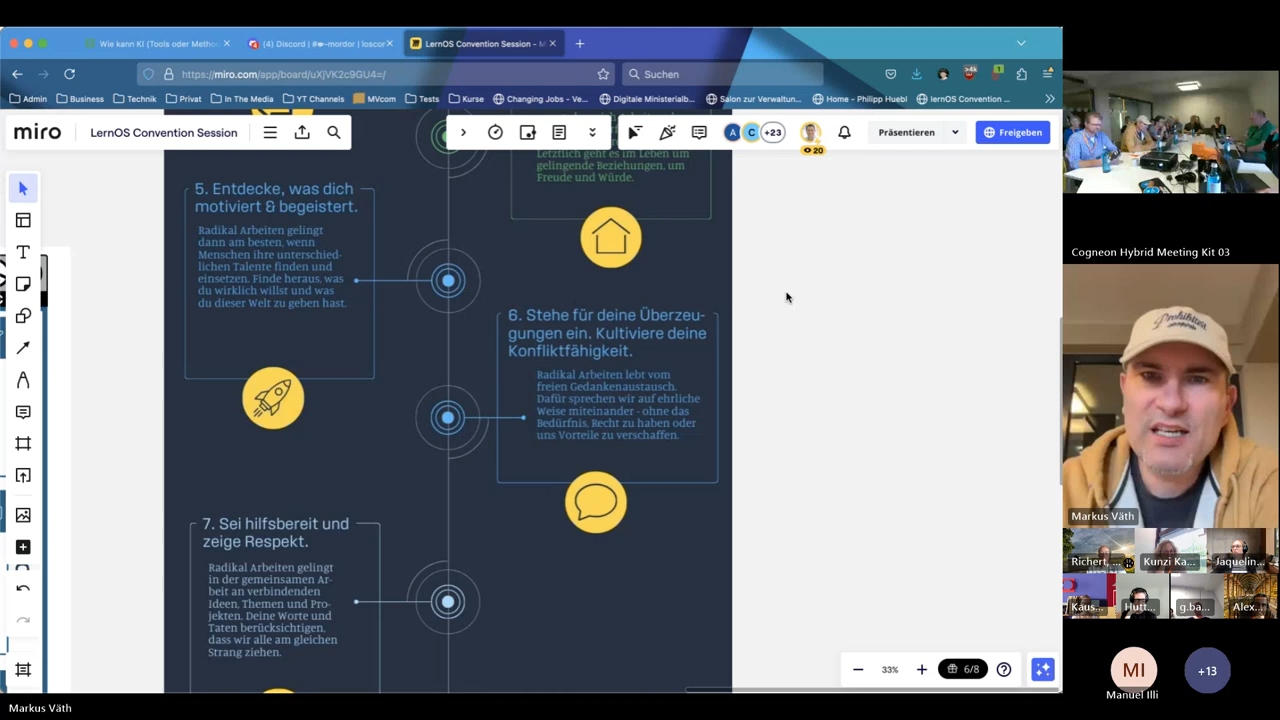 Wie kann KI (Tools oder Metho
(4) Discord | #
-mordor | loscor
LernOS Convention Session - M
https://miro.com/app/board/uXjVK2c9GU4=/
Suchen
Admin
Business
Technik
Privat
In The Media
YT Channels
MVcom
Tests
Kurse
Changing Jobs - Ve...
Digitale Ministerialb...
Salon zur Verwaltun...
Home - Philipp Huebl
lernOS Convention ...
miro
LernOS Convention Session
A
C
+23
20
Präsentieren
Freigeben
Letztlich geht es im Leben um
gelingende Beziehungen, um
Freude und Würde.
5. Entdecke, was dich
motiviert & begeistert.
Radikal Arbeiten gelingt
dann am besten, wenn
Menschen ihre unterschied-
lichen Talente finden und
einsetzen. Finde heraus, was
du wirklich willst und was
du dieser Welt zu geben hast.
6. Stehe für deine Überzeu-
gungen ein. Kultiviere deine
Konfliktfähigkeit.
Radikal Arbeiten lebt vom
freien Gedankenaustausch.
Dafür sprechen wir auf ehrliche
Weise miteinander - ohne das
Bedürfnis, Recht zu haben oder
uns Vorteile zu verschaffen.
7. Sei hilfsbereit und
zeige Respekt.
Radikal Arbeiten gelingt
in der gemeinsamen Ar-
beit an verbindenden
Ideen, Themen und Pro-
jekten. Deine Worte und
Taten berücksichtigen,
dass wir alle am gleichen
Strang ziehen.
33%
6/8
Cogneon Hybrid Meeting Kit 03
Markus Väth
Richert, ...
Kunzi Ka...
Jaquelin...
Kaus...
Hutt...
g.ba...
Alex...
MI
+13
Manuel Illi
Markus Väth